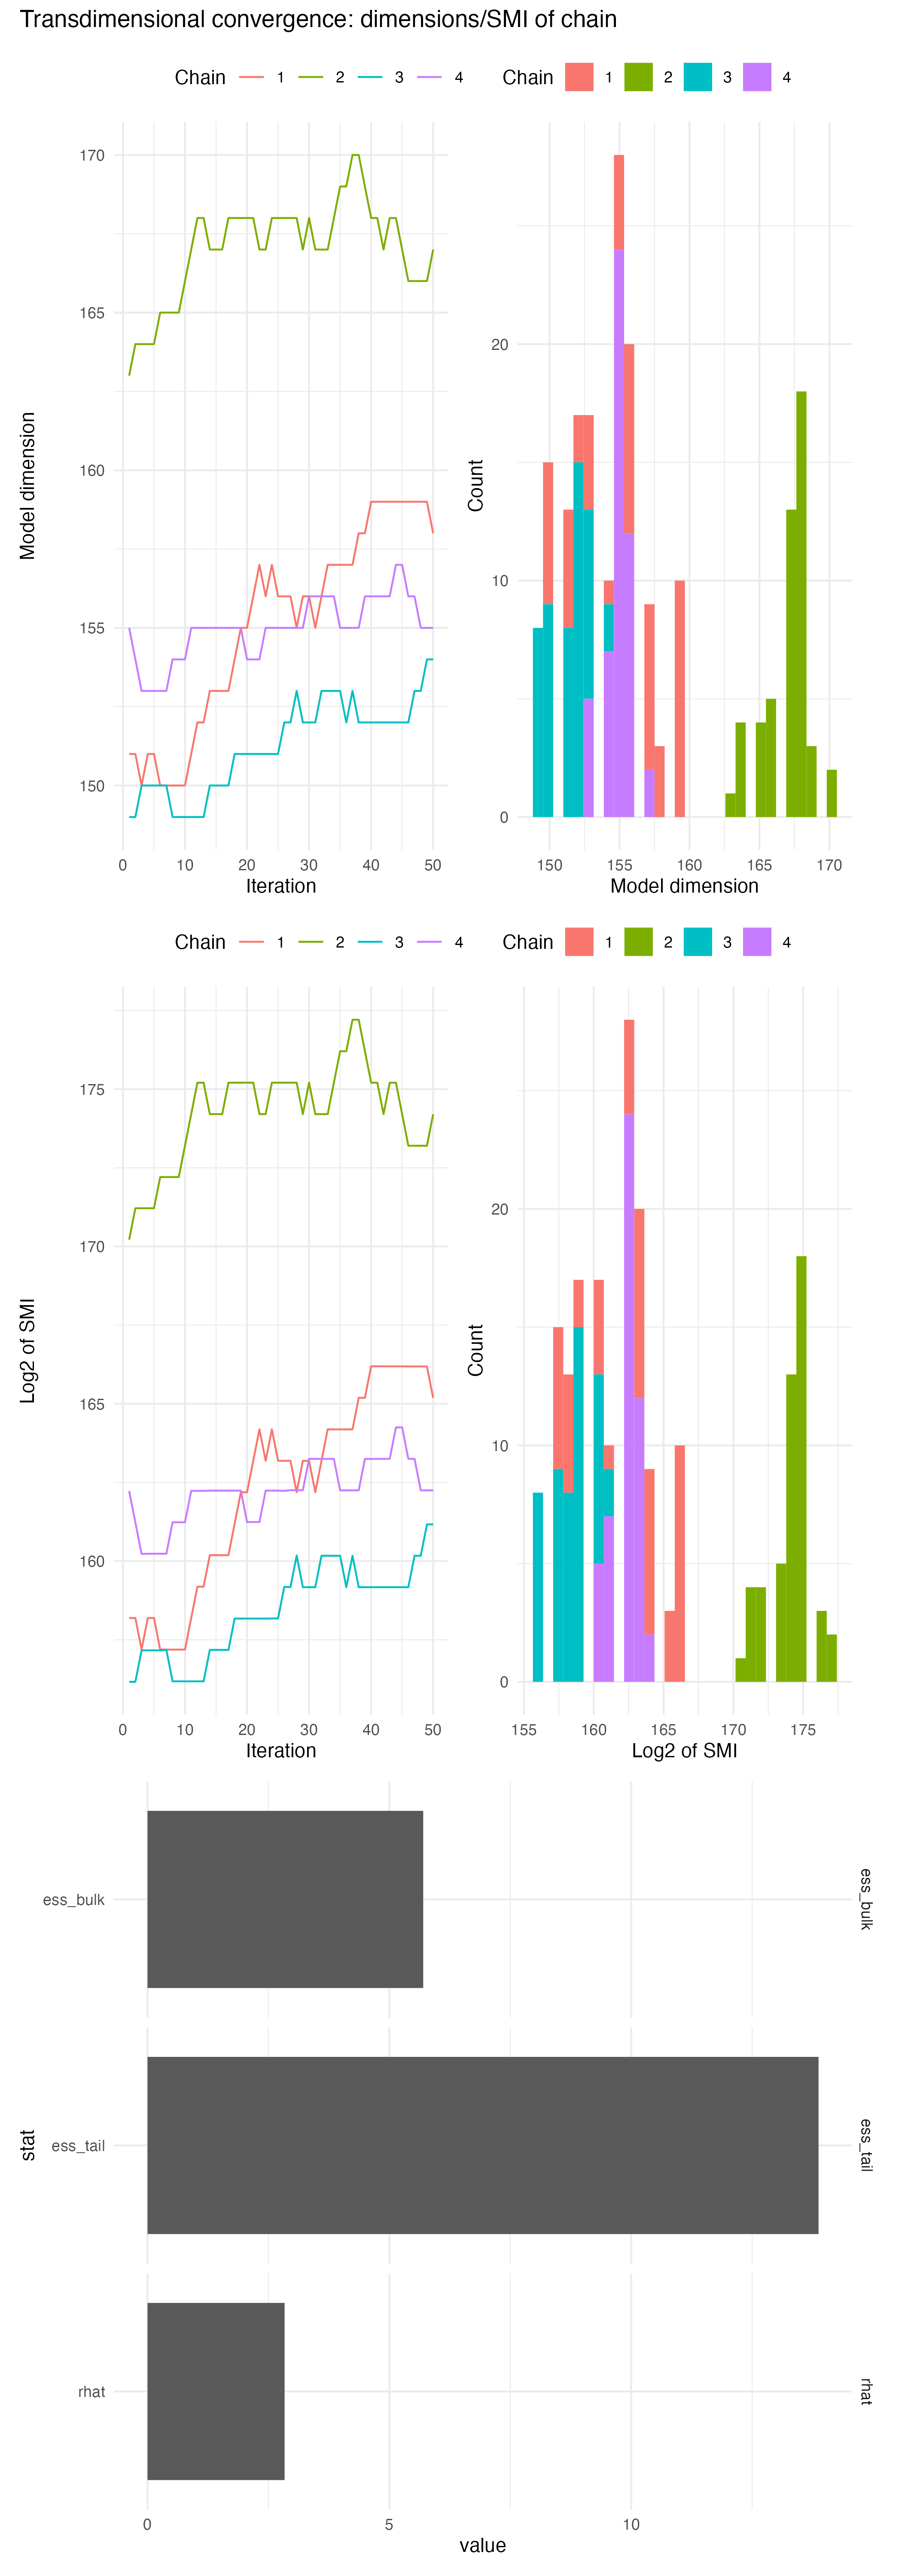 Transdimensional convergence: dimensions/SMI of chain
Chain 1 2 3 4 Chain 1 2 3 4
170
165
160
155
150
Model dimension
0 10 20 30 40 50
Iteration
20
10
0
Count
150 155 160 165 170
Model dimension
Chain 1 2 3 4 Chain 1 2 3 4
175
170
165
160
Log2 of SMI
0 10 20 30 40 50
Iteration
20
10
0
Count
155 160 165 170 175
Log2 of SMI
ess_bulk ess_bulk
stat ess_tail ess_tail
rhat rhat
0 5 10
value